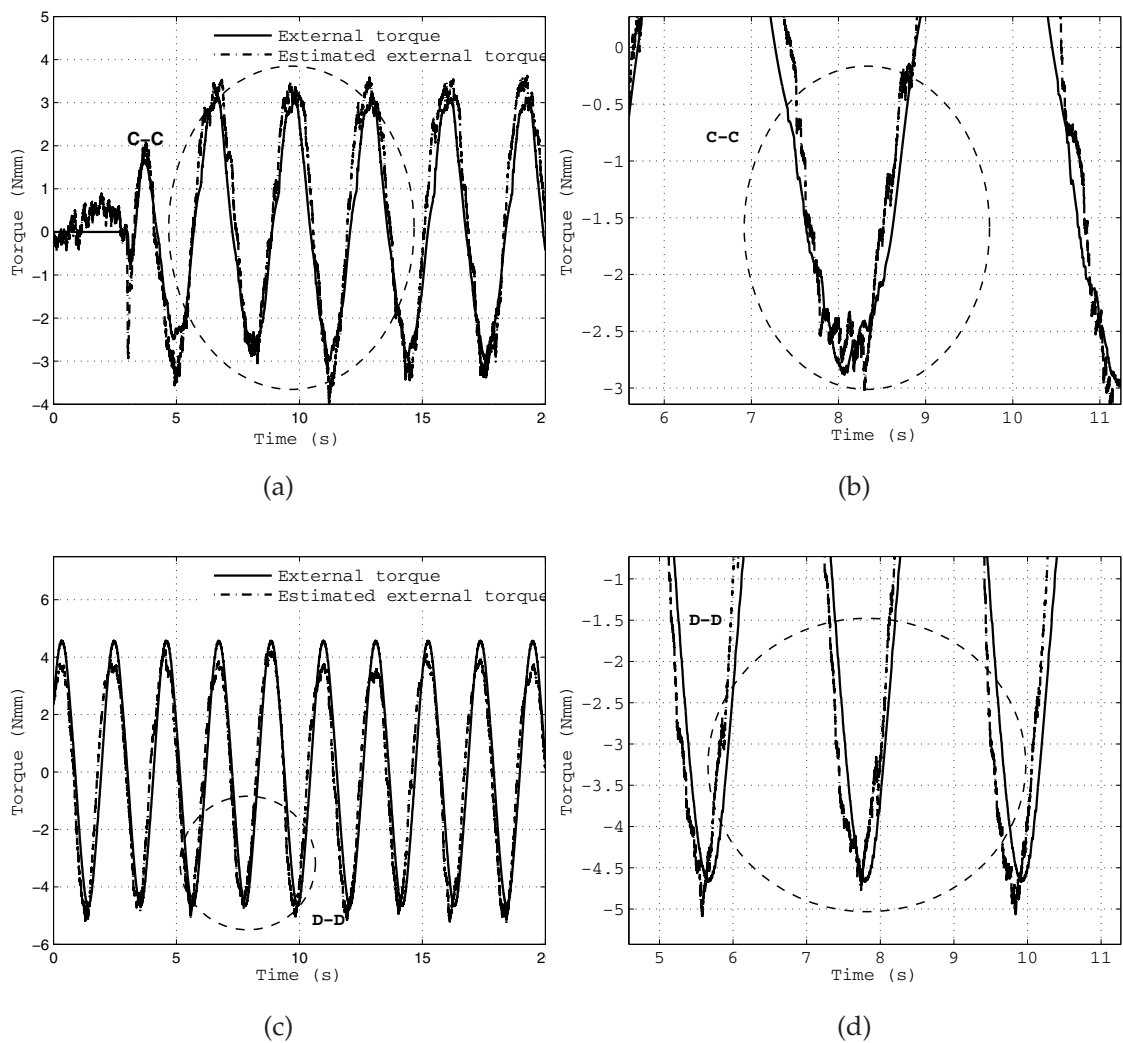 5
4
3
2
1
0
−1
−2
−3
−4
Torque (Nmm)
External torque
Estimated external torque
C−C
0
5
10
15
2
Time (s)
(a)
0
−0.5
−1
−1.5
−2
−2.5
−3
Torque (Nmm)
C−C
6
7
8
9
10
11
Time (s)
(b)
6
4
2
0
−2
−4
−6
Torque (Nmm)
External torque
Estimated external torque
D−D
0
5
10
15
2
Time (s)
(c)
−1
−1.5
−2
−2.5
−3
−3.5
−4
−4.5
−5
Torque (Nmm)
D−D
5
6
7
8
9
10
11
Time (s)
(d)